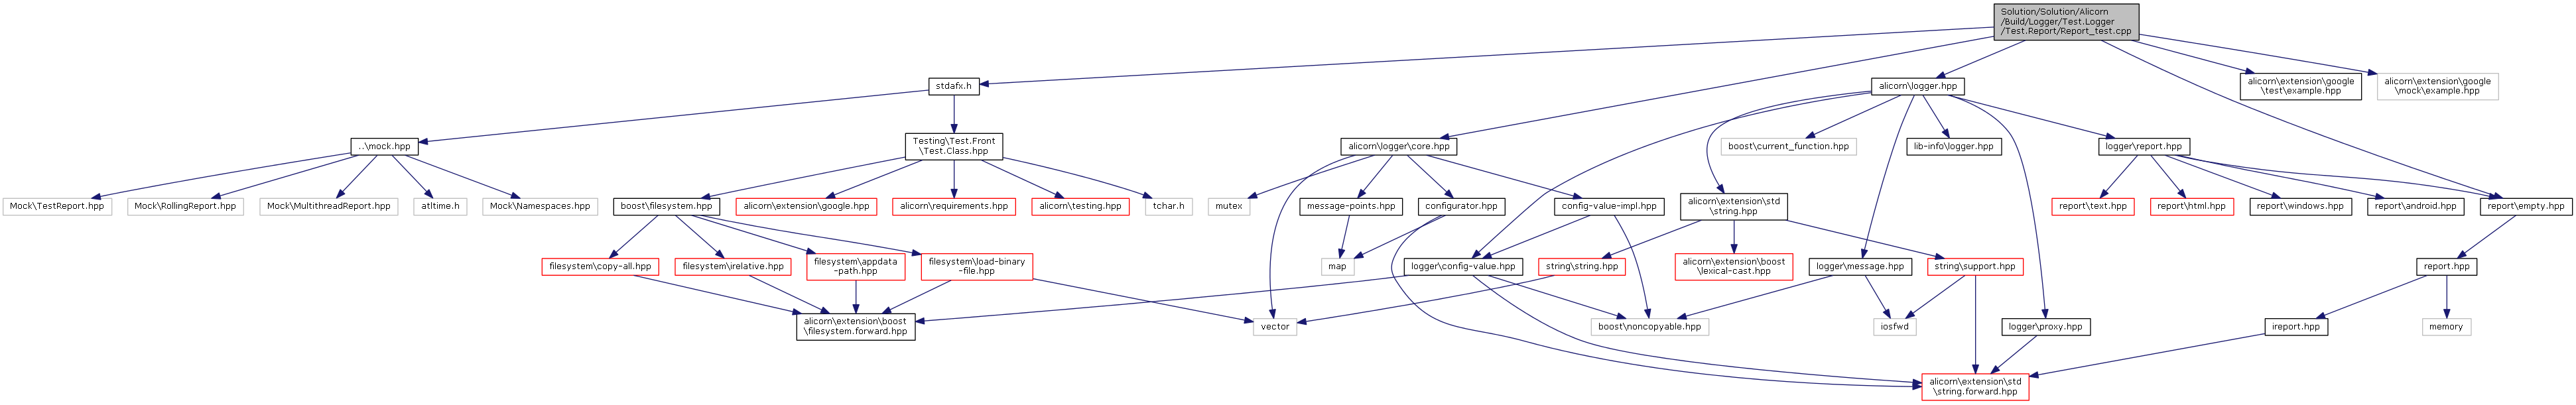 Solution/Solution/Alicorn
/Build/Logger/Test.Logger
/Test.Report/Report_test.cpp
stdafx.h
alicorn\logger.hpp
alicorn\extension\google
\test\example.hpp
alicorn\extension\google
\mock\example.hpp
..\mock.hpp
Testing\Test.Front
\Test.Class.hpp
alicorn\logger\core.hpp
boost\current_function.hpp
lib-info\logger.hpp
logger\report.hpp
Mock\TestReport.hpp
Mock\RollingReport.hpp
Mock\MultithreadReport.hpp
atltime.h
Mock\Namespaces.hpp
boost\filesystem.hpp
alicorn\extension\google.hpp
alicorn\requirements.hpp
alicorn\testing.hpp
tchar.h
mutex
message-points.hpp
configurator.hpp
config-value-impl.hpp
alicorn\extension\std
\string.hpp
report\text.hpp
report\html.hpp
report\windows.hpp
report\android.hpp
report\empty.hpp
filesystem\copy-all.hpp
filesystem\irelative.hpp
filesystem\appdata
-path.hpp
filesystem\load-binary
-file.hpp
map
logger\config-value.hpp
string\string.hpp
alicorn\extension\boost
\lexical-cast.hpp
logger\message.hpp
string\support.hpp
report.hpp
alicorn\extension\boost
\filesystem.forward.hpp
vector
boost\noncopyable.hpp
iosfwd
logger\proxy.hpp
ireport.hpp
memory
alicorn\extension\std
\string.forward.hpp